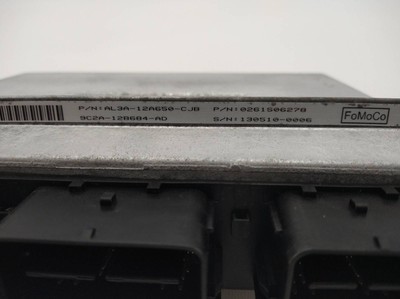 P/N:AL3A-12A650-CJB P/N:0261S06278
9C2A-12B684-AD S/N:130510-0006 FoMoCo